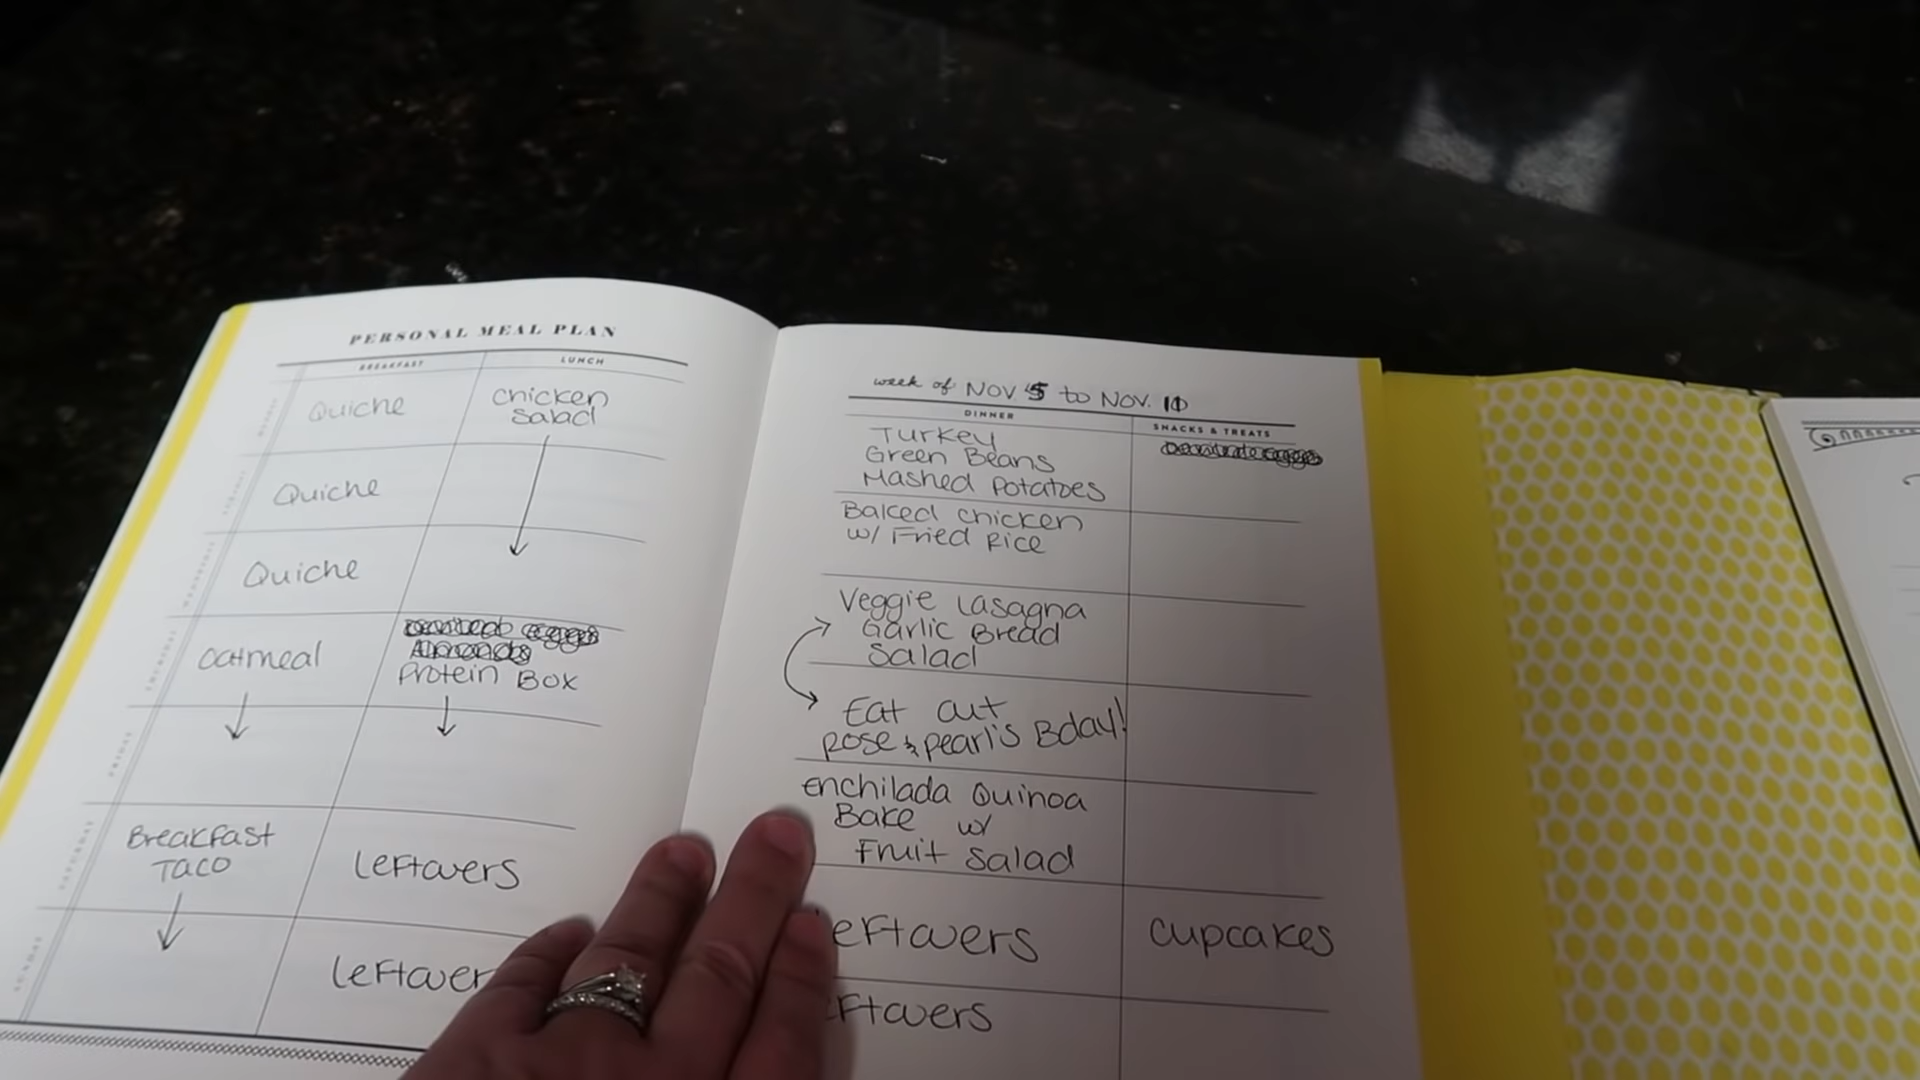 PERSONAL MEAL PLAN
BREAKFAST
LUNCH
Quiche
chicken
salad
Quiche
Quiche
oatmeal
Protein Box
Breakfast
Taco
Leftovers
Leftover
week of NOV 5 to NOV. 11
DINNER
SNACKS & TREATS
Turkey
Green Beans
Mashed Potatoes
Baked chicken
w/ Fried Rice
Veggie Lasagna
Garlic Bread
Salad
Eat out
Rose & pearl's Bday!
Enchilada Quinoa
Bake w/
Fruit Salad
eftovers
cupcakes
eftovers